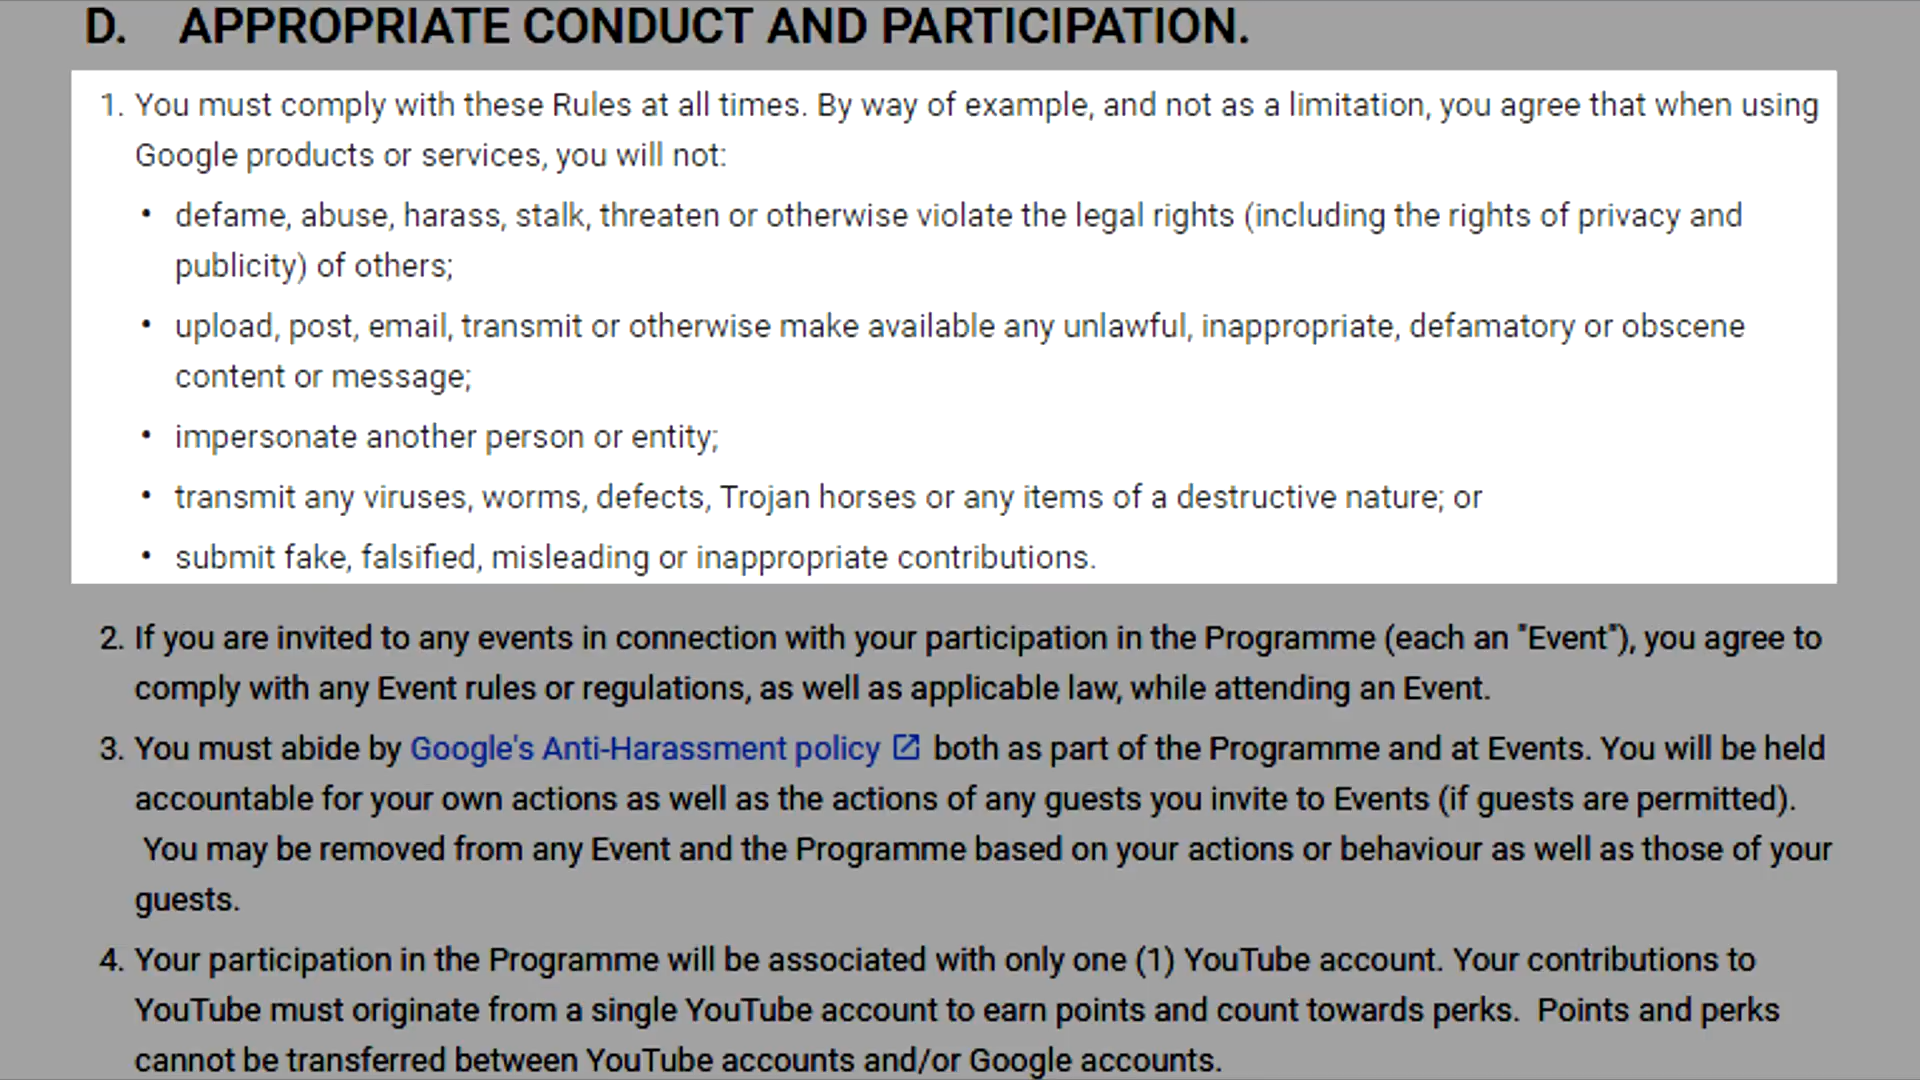 D. APPROPRIATE CONDUCT AND PARTICIPATION.
1. You must comply with these Rules at all times. By way of example, and not as a limitation, you agree that when using
Google products or services, you will not:
• defame, abuse, harass, stalk, threaten or otherwise violate the legal rights (including the rights of privacy and
publicity) of others;
• upload, post, email, transmit or otherwise make available any unlawful, inappropriate, defamatory or obscene
content or message;
• impersonate another person or entity;
• transmit any viruses, worms, defects, Trojan horses or any items of a destructive nature; or
• submit fake, falsified, misleading or inappropriate contributions.
2. If you are invited to any events in connection with your participation in the Programme (each an "Event"), you agree to
comply with any Event rules or regulations, as well as applicable law, while attending an Event.
3. You must abide by Google's Anti-Harassment policy both as part of the Programme and at Events. You will be held
accountable for your own actions as well as the actions of any guests you invite to Events (if guests are permitted).
You may be removed from any Event and the Programme based on your actions or behaviour as well as those of your
guests.
4. Your participation in the Programme will be associated with only one (1) YouTube account. Your contributions to
YouTube must originate from a single YouTube account to earn points and count towards perks. Points and perks
cannot be transferred between YouTube accounts and/or Google accounts.